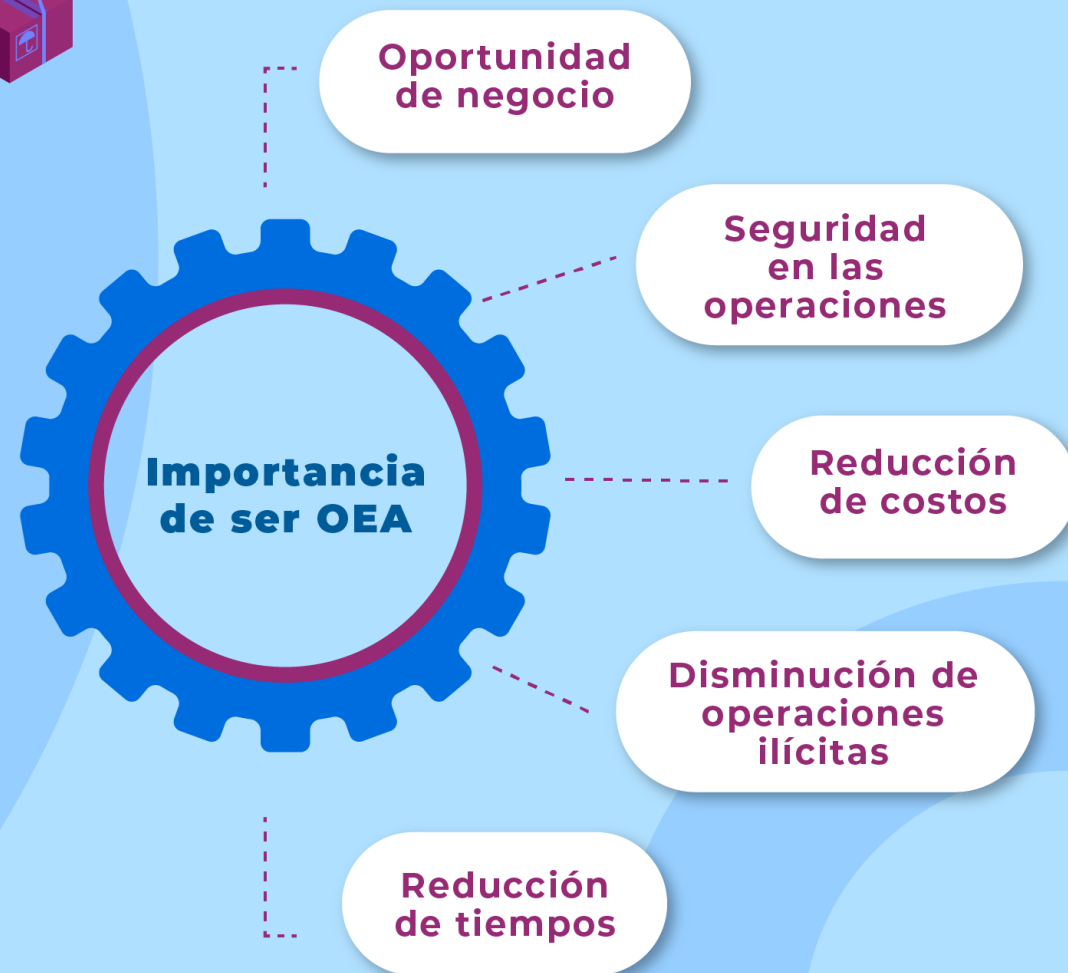 Oportunidad
de negocio
Seguridad
en las
operaciones
Importancia
de ser OEA
Reducción
de costos
Disminución de
operaciones
ilícitas
Reducción
de tiempos